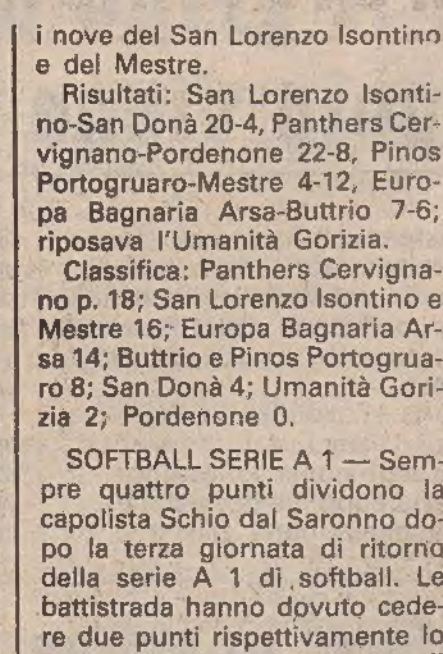 i nove del San Lorenzo Isontino
e del Mestre.
Risultati: San Lorenzo Isonti-
no-San Donà 20-4, Panthers Cer-
vignano-Pordenone 22-8, Pinos
Portogruaro-Mestre 4-12, Euro-
pa Bagnaria Arsa-Buttrio 7-6;
riposava l'Umanità Gorizia.
Classifica: Panthers Cervigna-
no p. 18; San Lorenzo Isontino e
Mestre 16; Europa Bagnaria Ar-
sa 14; Buttrio e Pinos Portogrua-
ro 8; San Donà 4; Umanità Gori-
zia 2; Pordenone 0.
SOFTBALL SERIE A 1 — Sem-
pre quattro punti dividono la
capolista Schio dal Saronno do-
po la terza giornata di ritorno
della serie A 1 di softball. Le
battistrada hanno dovuto cede-
re due punti rispettivamente lo